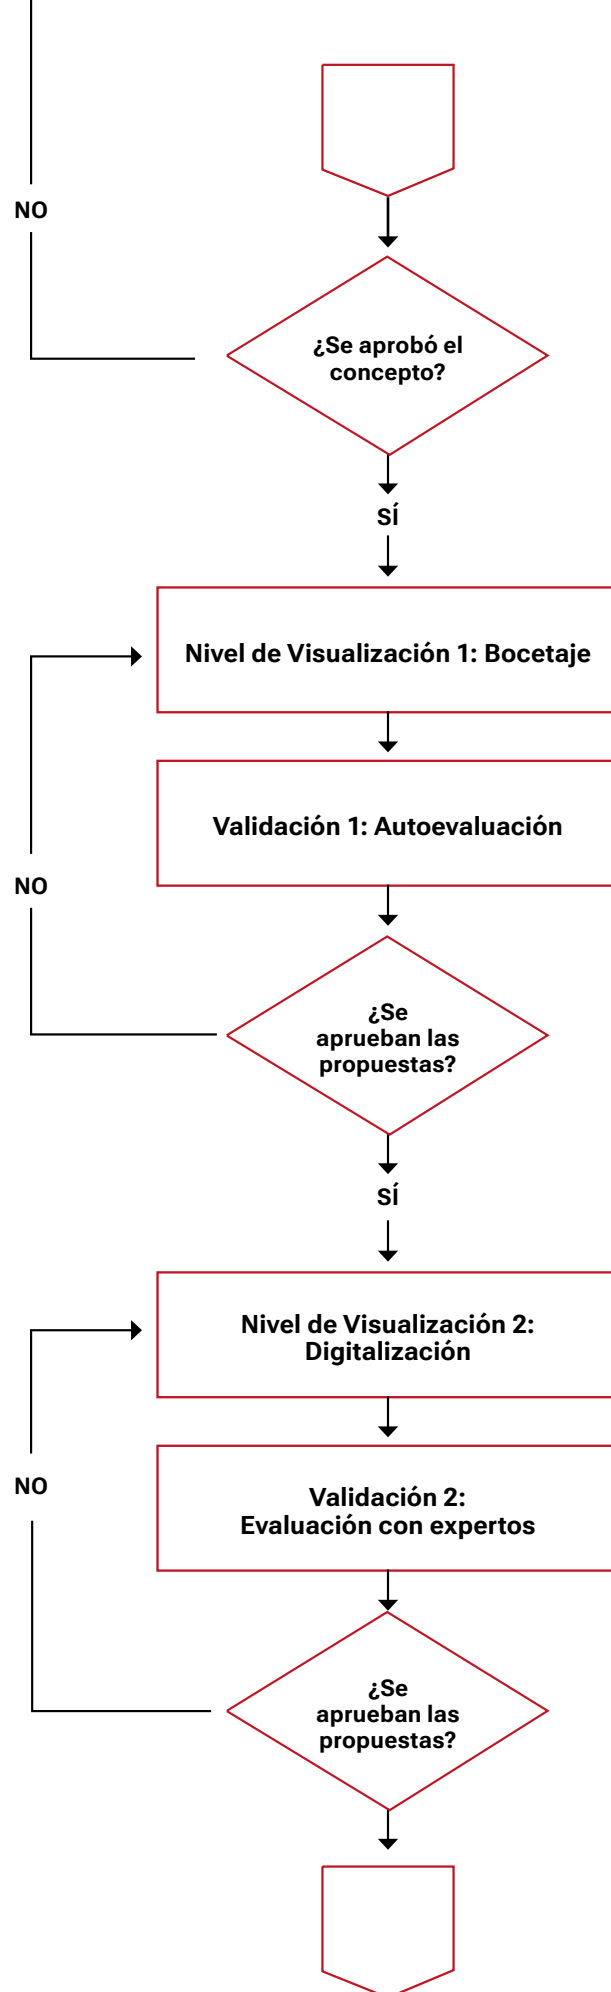 NO
¿Se aprobó el
concepto?
SÍ
Nivel de Visualización 1: Bocetaje
Validación 1: Autoevaluación
NO
¿Se
aprueban las
propuestas?
SÍ
Nivel de Visualización 2:
Digitalización
NO
Validación 2:
Evaluación con expertos
¿Se
aprueban las
propuestas?